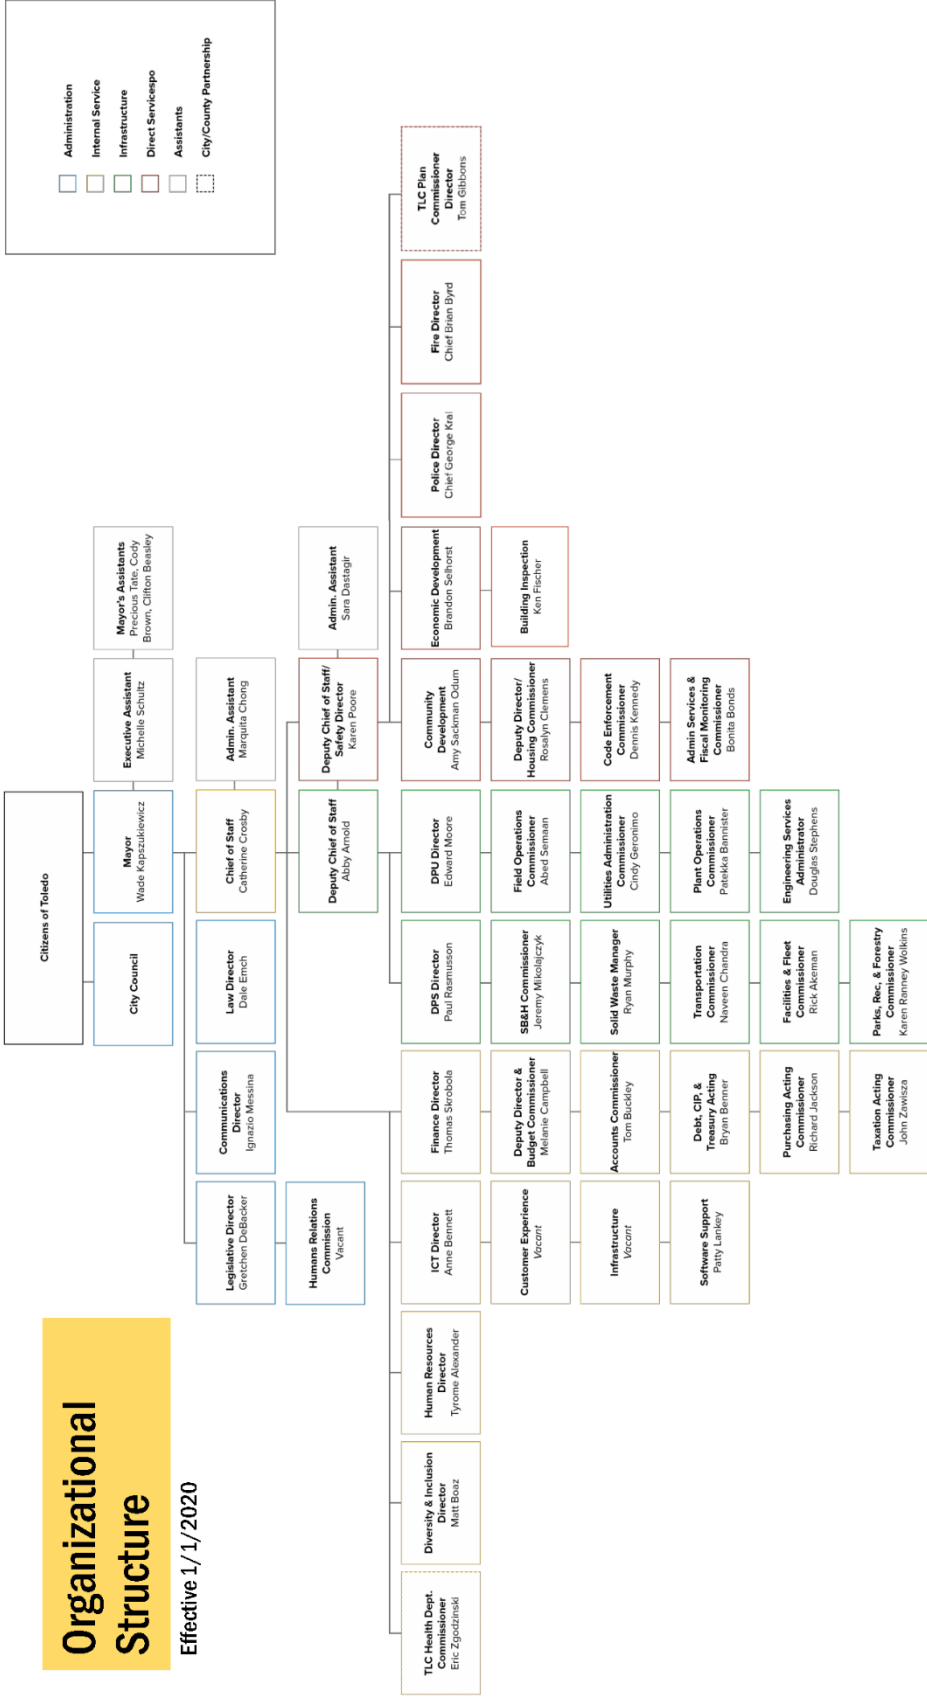 Organizational
Structure
Effective 1/1/2020
Citizens of Toledo
Administration
Internal Service
Infrastructure
Direct Servicespo
Assistants
City/County Partnership
City Council
Mayor
Wade Kapszukiewicz
Executive Assistant
Michelle Schultz
Mayor's Assistants
Precious Tate, Cody
Brown, Clifton Beasley
Legislative Director
Gretchen DeBacker
Communications
Director
Ignazio Messina
Law Director
Dale Emch
Chief of Staff
Catherine Crosby
Admin. Assistant
Marquita Chong
Humans Relations
Commission
Vacant
Deputy Chief of Staff
Abby Arnold
Deputy Chief of Staff/
Safety Director
Karen Poore
Admin. Assistant
Sara Dastagir
TLC Health Dept.
Commissioner
Eric Zgodzinski
Diversity & Inclusion
Director
Matt Boaz
Human Resources
Director
Tyrome Alexander
ICT Director
Anne Bennett
Finance Director
Thomas Skrobola
DPS Director
Paul Rasmusson
DPU Director
Edward Moore
Community
Development
Amy Sackman Odum
Economic Development
Brandon Selhorst
Police Director
Chief George Kral
Fire Director
Chief Brian Byrd
TLC Plan
Commissioner
Director
Tom Gibbons
Customer Experience
Vacant
Deputy Director &
Budget Commissioner
Melanie Campbell
SB&H Commissioner
Jeremy Mikolajczyk
Field Operations
Commissioner
Abed Semaan
Deputy Director/
Housing Commissioner
Rosalyn Clemens
Building Inspection
Ken Fischer
Infrastructure
Vacant
Accounts Commissioner
Tom Buckley
Solid Waste Manager
Ryan Murphy
Utilities Administration
Commissioner
Cindy Geronimo
Code Enforcement
Commissioner
Dennis Kennedy
Software Support
Patty Lankey
Debt, CIP, &
Treasury Acting
Bryan Benner
Transportation
Commissioner
Naveen Chandra
Plant Operations
Commissioner
Patekka Bannister
Admin Services &
Fiscal Monitoring
Commissioner
Bonita Bonds
Purchasing Acting
Commissioner
Richard Jackson
Facilities & Fleet
Commissioner
Rick Akeman
Engineering Services
Administrator
Douglas Stephens
Taxation Acting
Commissioner
John Zawisza
Parks, Rec, & Forestry
Commissioner
Karen Ranney Wolkins